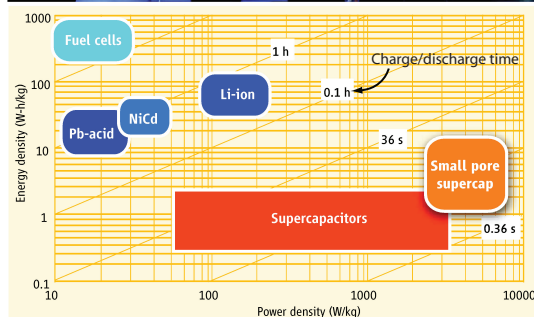 1000
Fuel cells
1 h
Charge/discharge time
100
Li-ion
0.1 h
NiCd
Pb-acid
36 s
10
Small pore
supercap
Supercapacitors
1
0.36 s
0.1
10
100
1000
10000
Energy density (W-h/kg)
Power density (W/kg)